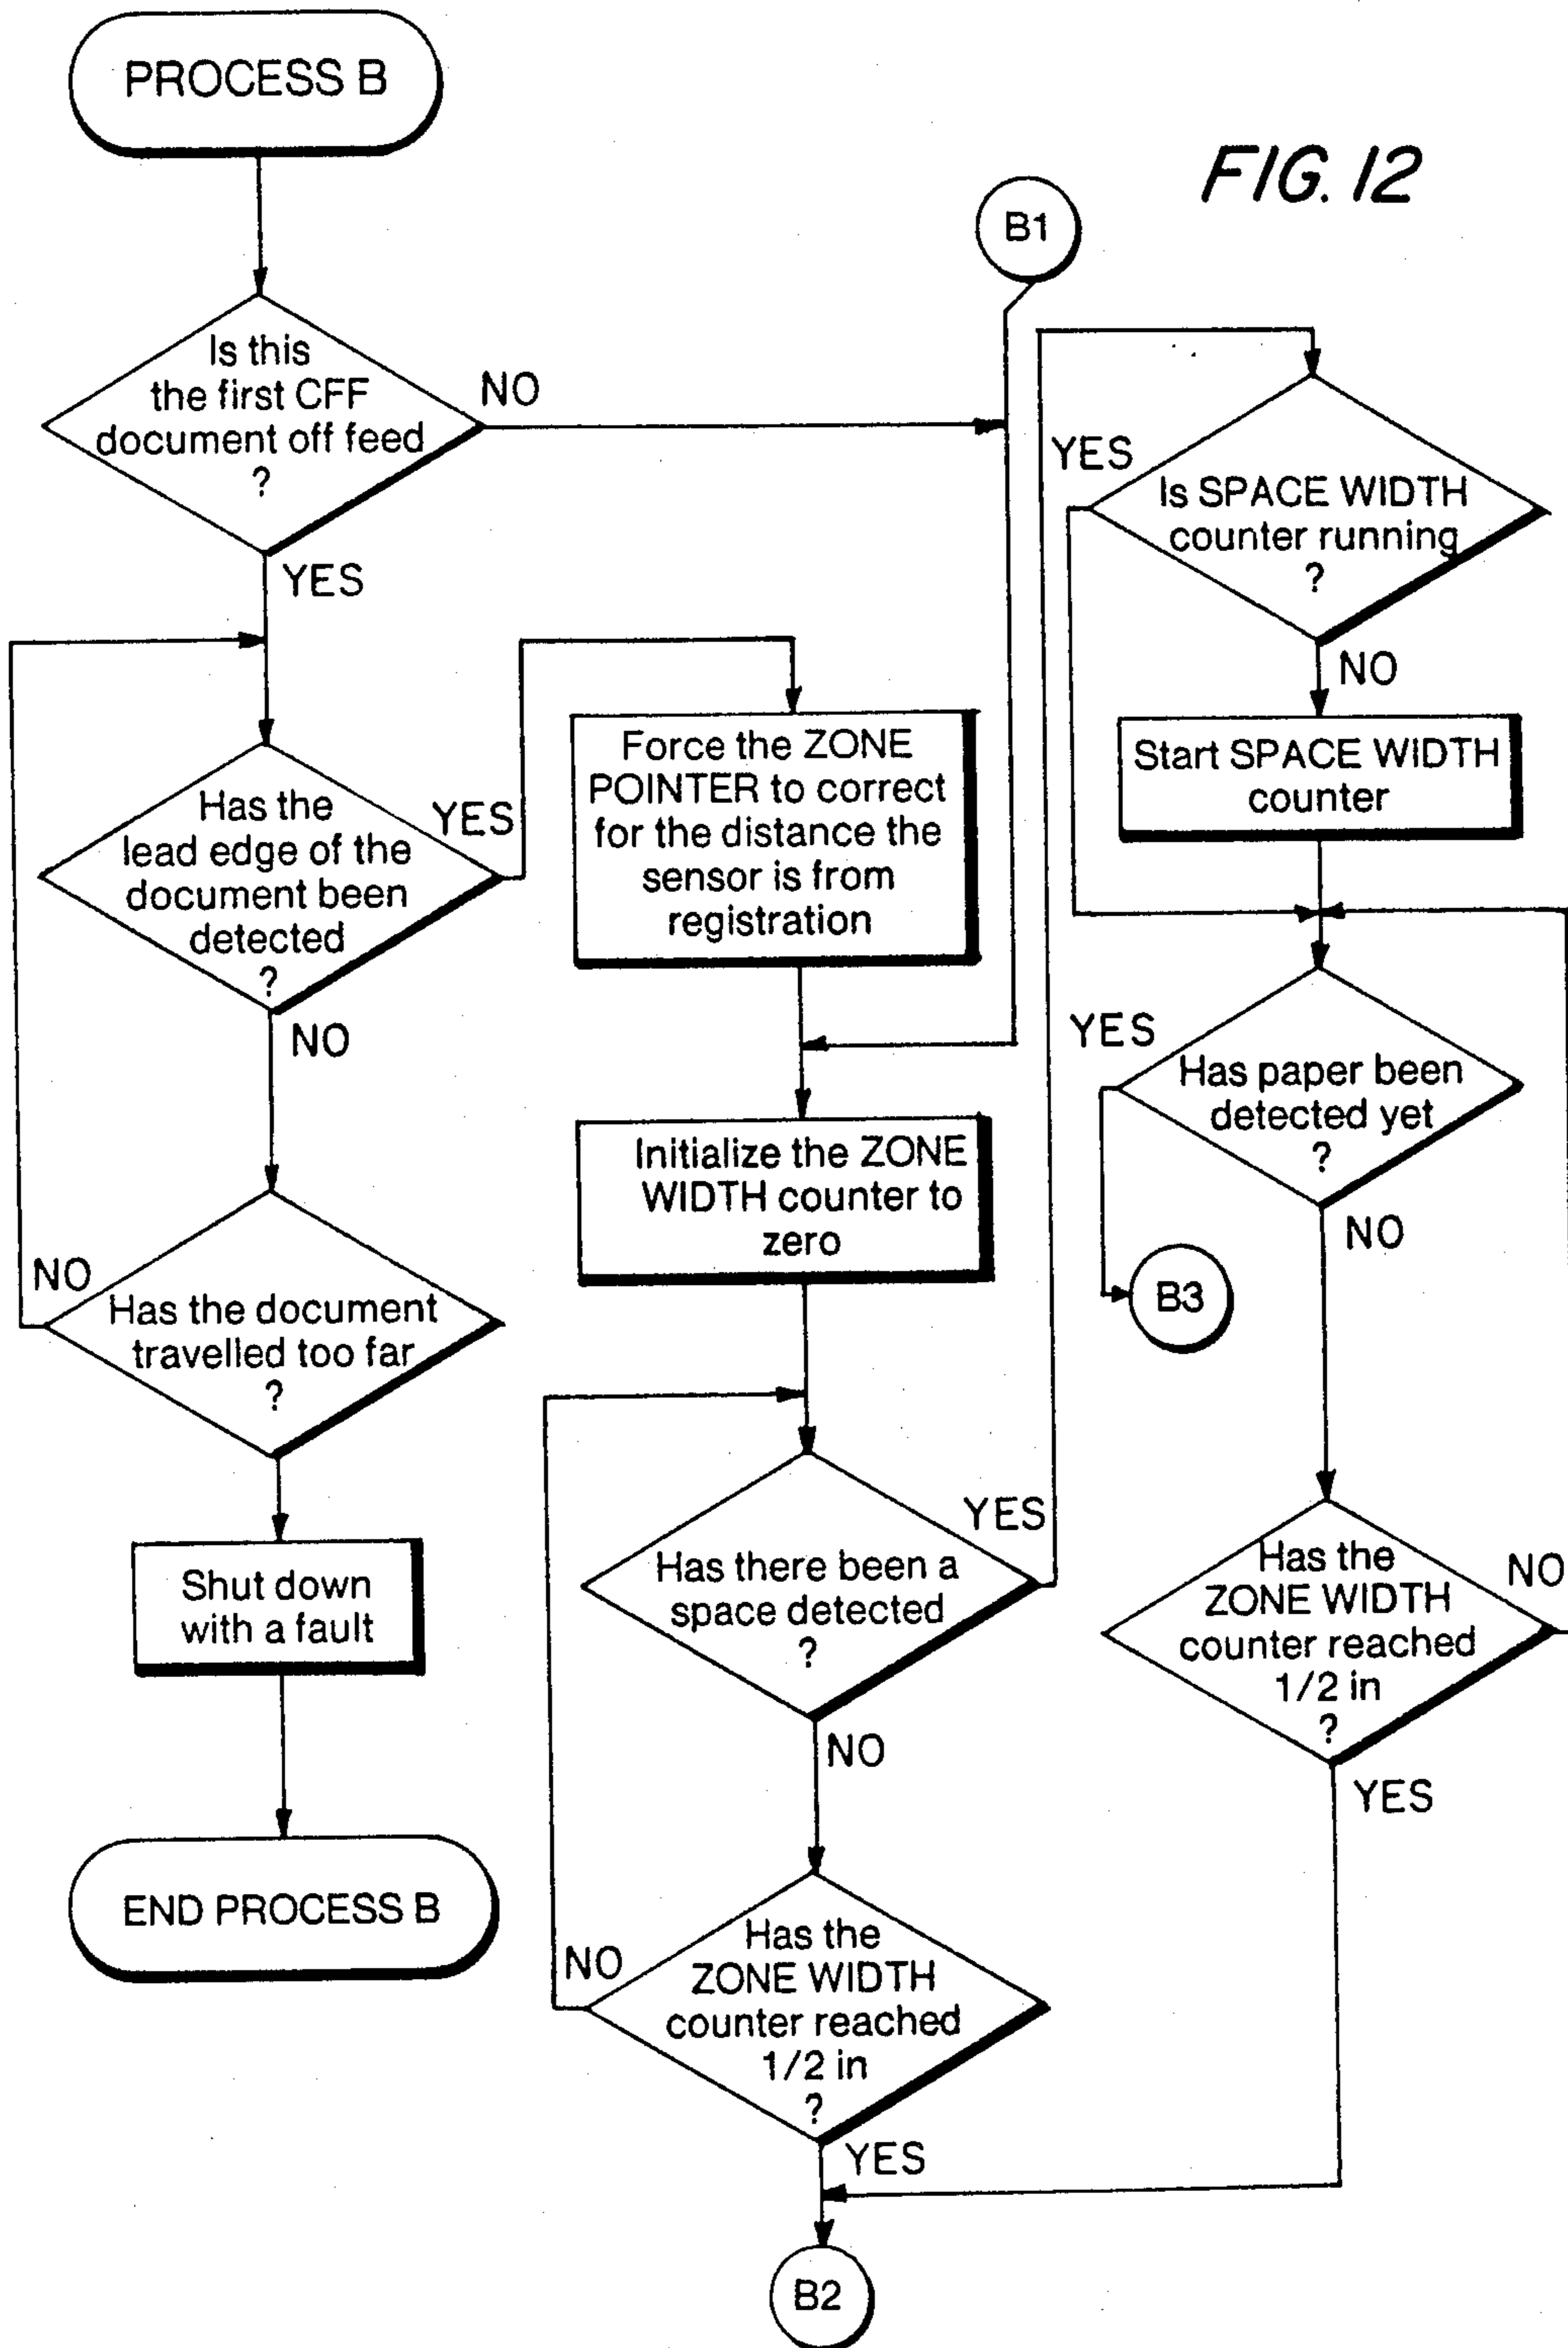 PROCESS B
FIG. 12
B1
Is this
the first CFF
document off feed
?
NO
YES
Has the
lead edge of the
document been
detected
?
YES
NO
Has the document
travelled too far
?
NO
Shut down
with a fault
END PROCESS B
Force the ZONE
POINTER to correct
for the distance the
sensor is from
registration
Initialize the ZONE
WIDTH counter to
zero
Has there been a
space detected
?
YES
NO
Has the
ZONE WIDTH
counter reached
1/2 in
?
NO
YES
B2
Is SPACE WIDTH
counter running
?
YES
NO
Start SPACE WIDTH
counter
Has paper been
detected yet
?
YES
NO
B3
Has the
ZONE WIDTH
counter reached
1/2 in
?
NO
YES